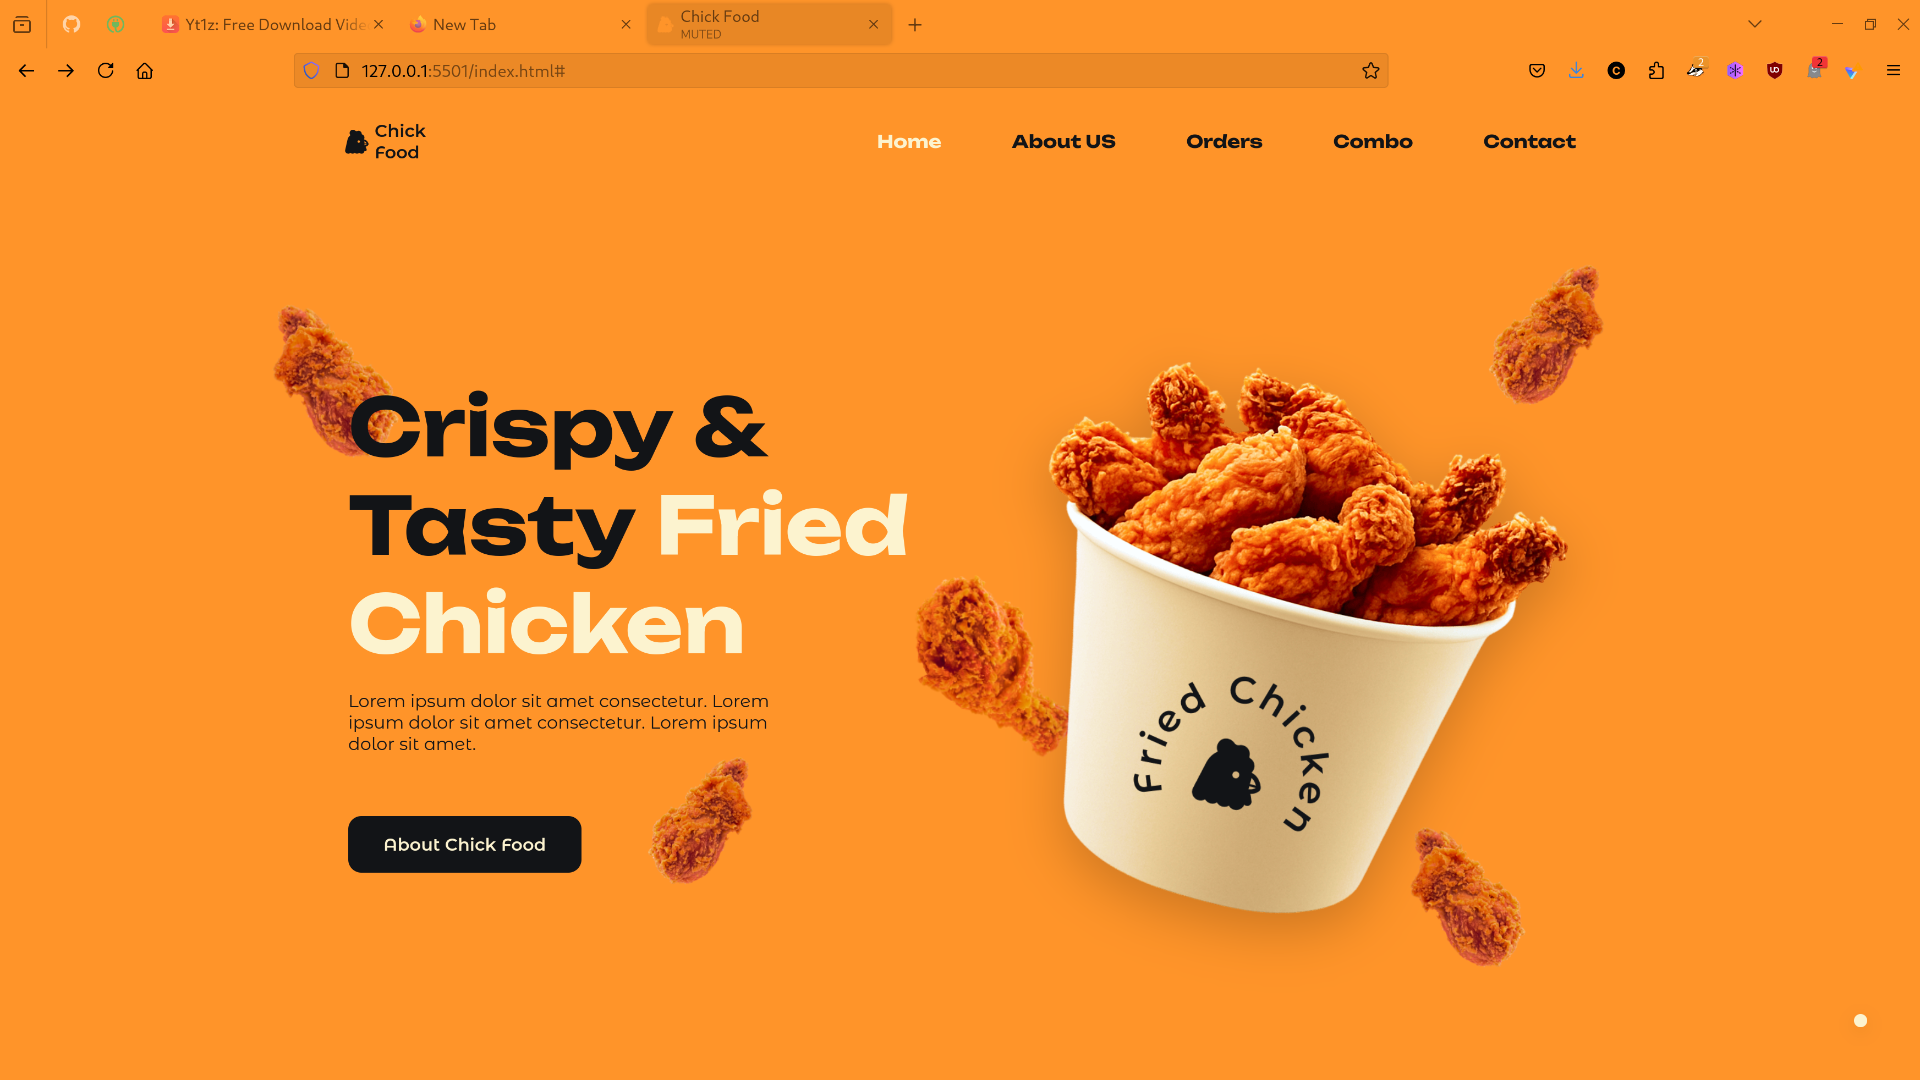 Yt1z: Free Download Vide
New Tab
Chick Food
MUTED
127.0.0.1:5501/index.html#
2
2
Chick
Food
Home
About US
Orders
Combo
Contact
Crispy &
Tasty Fried
Chicken
Lorem ipsum dolor sit amet consectetur. Lorem
ipsum dolor sit amet consectetur. Lorem ipsum
dolor sit amet.
About Chick Food
Fried Chicken